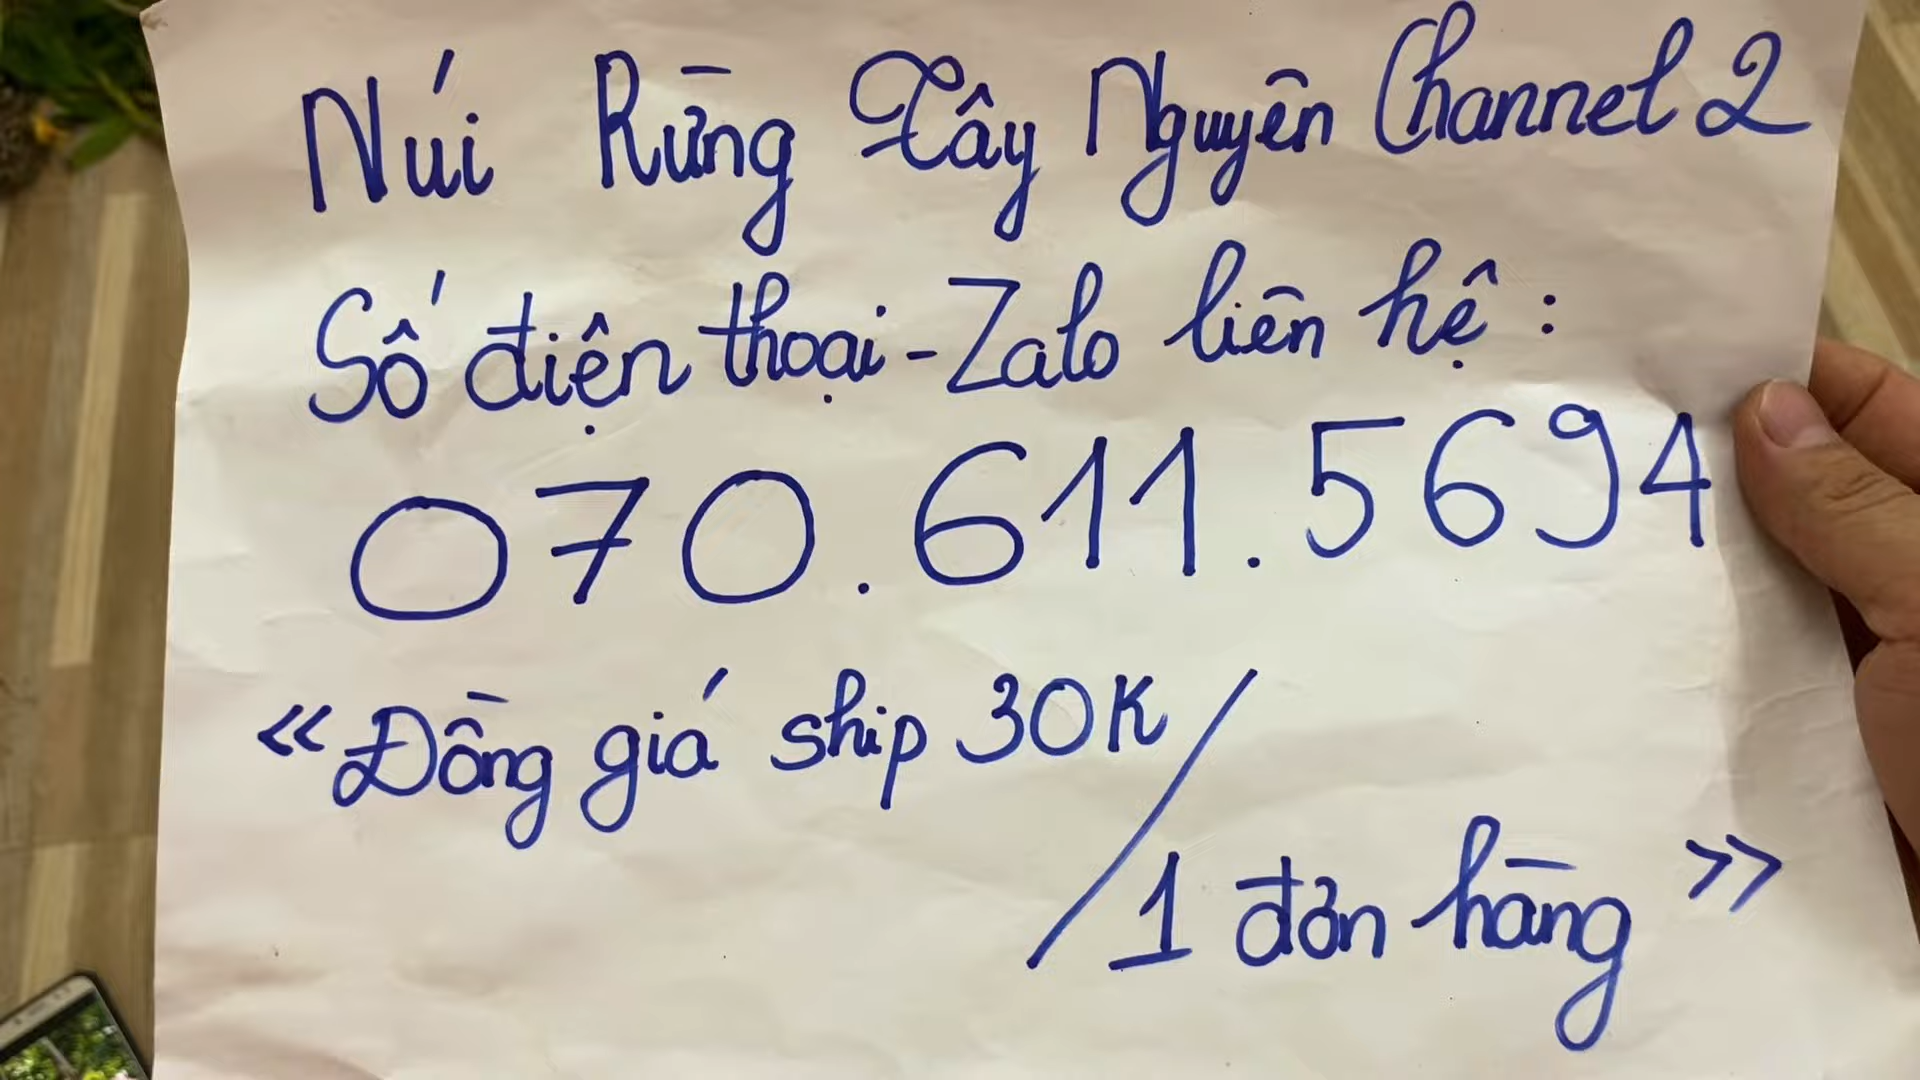 Núi Rừng Tây Nguyên Channel 2
Số điện thoại - Zalo liên hệ :
070.611.5694
« Đồng giá ship 30K /
1 đơn hàng »